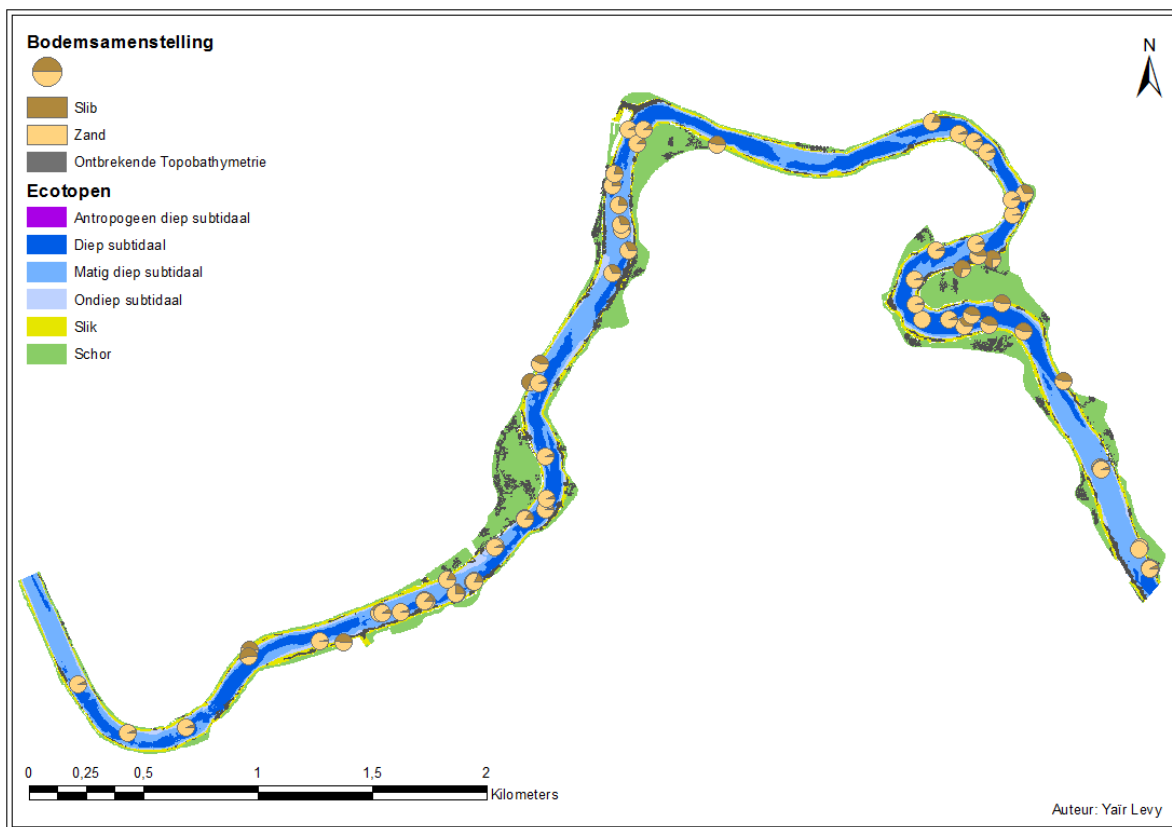 Bodemsamenstelling
Slib
Zand
Ontbrekende Topobathymetrie
Ecotopen
Antropogeen diep subtidaal
Diep subtidaal
Matig diep subtidaal
Ondiep subtidaal
Slik
Schor
N
0 0,25 0,5 1 1,5 2
Kilometers
Auteur: Yaïr Levy